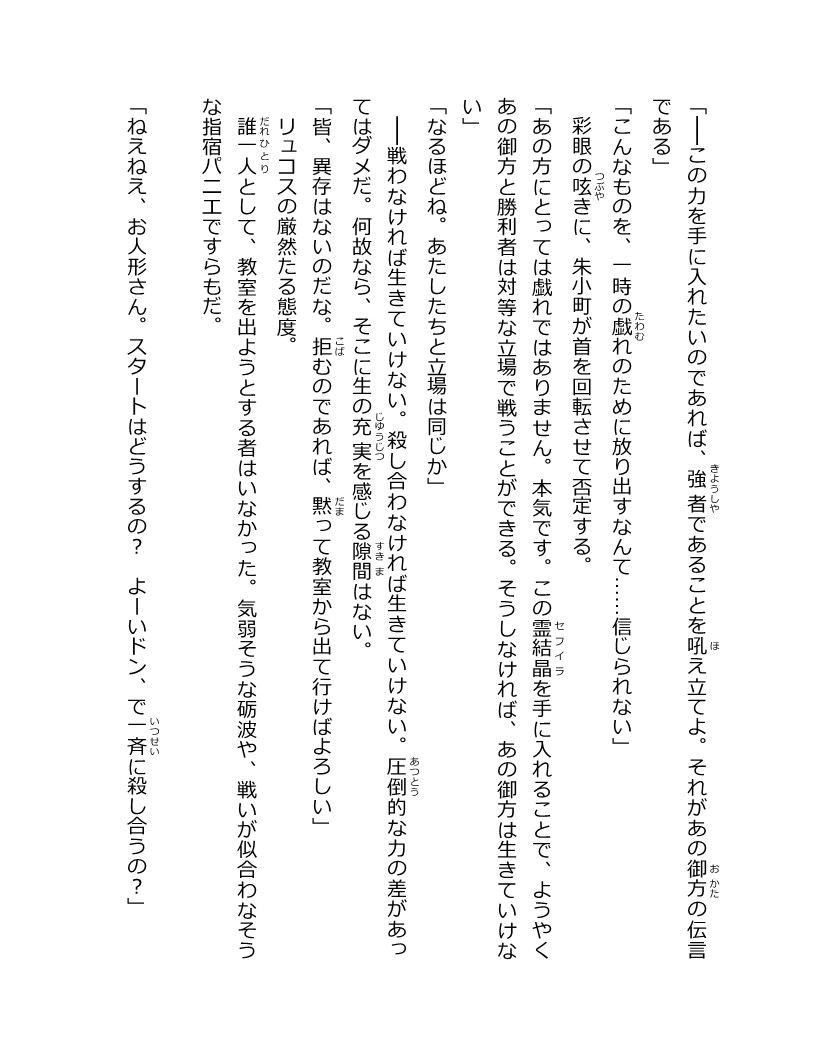 「――この力を手に入れたいのであれば、強者であることを吼え立てよ。それがあの御方の伝言
である」
「こんなものを、一時の戯れのために放り出すなんて……信じられない」
　彩眼の呟きに、朱小町が首を回転させて否定する。
「あの方にとっては戯れではありません。本気です。この霊結晶を手に入れることで、ようやく
あの御方と勝利者は対等な立場で戦うことができる。そうしなければ、あの御方は生きていけな
い」
「なるほどね。あたしたちと立場は同じか」
　――戦わなければ生きていけない。殺し合わなければ生きていけない。圧倒的な力の差があっ
てはダメだ。何故なら、そこに生の充実を感じる隙間はない。
「皆、異存はないのだな。拒むのであれば、黙って教室から出て行けばよろしい」
　リュコスの厳然たる態度。
　誰一人として、教室を出ようとする者はいなかった。気弱そうな砺波や、戦いが似合わなそう
な指宿パニエですらもだ。
「ねえねえ、お人形さん。スタートはどうするの？　よーいドン、で一斉に殺し合うの？」